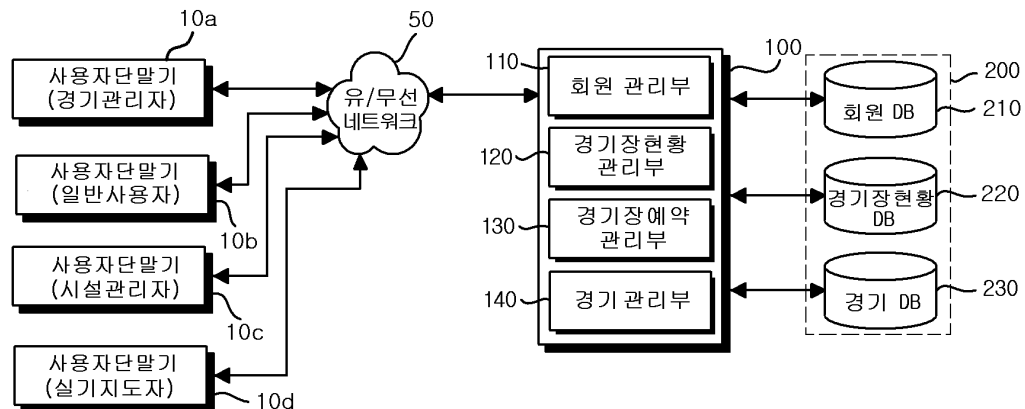 10a
사용자단말기
(경기관리자)
사용자단말기
(일반사용자)
10b
사용자단말기
(시설관리자)
10c
사용자단말기
(실기지도자)
10d
50
유/무선
네트워크
100
110
회원 관리부
120
경기장현황
관리부
130
경기장예약
관리부
140
경기관리부
200
회원 DB
210
경기장현황
DB
220
경기 DB
230